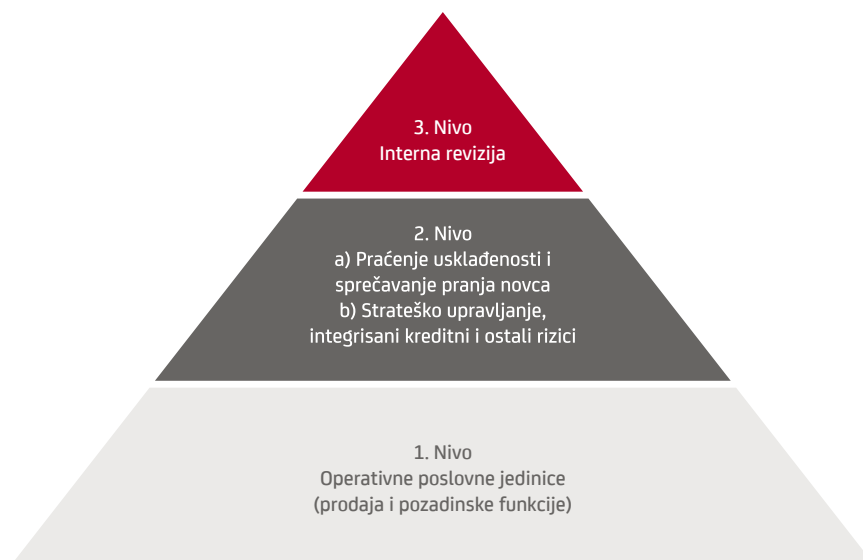 3. Nivo
Interna revizija
2. Nivo
a) Praćenje usklađenosti i
sprečavanje pranja novca
b) Strateško upravljanje,
integrisani kreditni i ostali rizici
1. Nivo
Operativne poslovne jedinice
(prodaja i pozadinske funkcije)